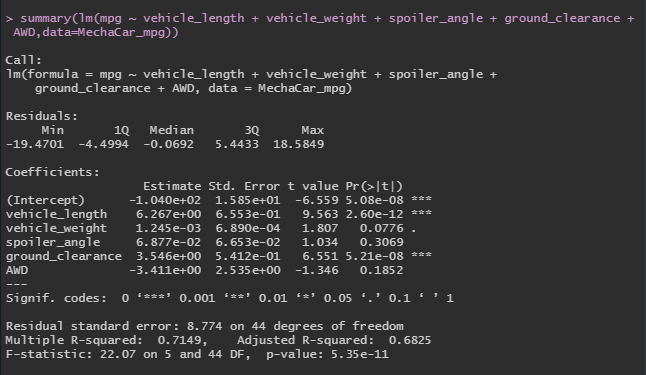 > summary(lm(mpg ~ vehicle_length + vehicle_weight + spoiler_angle + ground_clearance +
AWD,data=MechaCar_mpg))
Call:
lm(formula = mpg ~ vehicle_length + vehicle_weight + spoiler_angle +
ground_clearance + AWD, data = MechaCar_mpg)
Residuals:
Min 1Q Median 3Q Max
-19.4701 -4.4994 -0.0692 5.4433 18.5849
Coefficients:
Estimate Std. Error t value Pr(>|t|)
(Intercept) -1.040e+02 1.585e+01 -6.559 5.08e-08 ***
vehicle_length 6.267e+00 6.553e-01 9.563 2.60e-12 ***
vehicle_weight 1.245e-03 6.890e-04 1.807 0.0776 .
spoiler_angle 6.877e-02 6.653e-02 1.034 0.3069
ground_clearance 3.546e+00 5.412e-01 6.551 5.21e-08 ***
AWD -3.411e+00 2.535e+00 -1.346 0.1852
---
Signif. codes: 0 ‘***’ 0.001 ‘**’ 0.01 ‘*’ 0.05 ‘.’ 0.1 ‘ ’ 1
Residual standard error: 8.774 on 44 degrees of freedom
Multiple R-squared: 0.7149, Adjusted R-squared: 0.6825
F-statistic: 22.07 on 5 and 44 DF, p-value: 5.35e-11